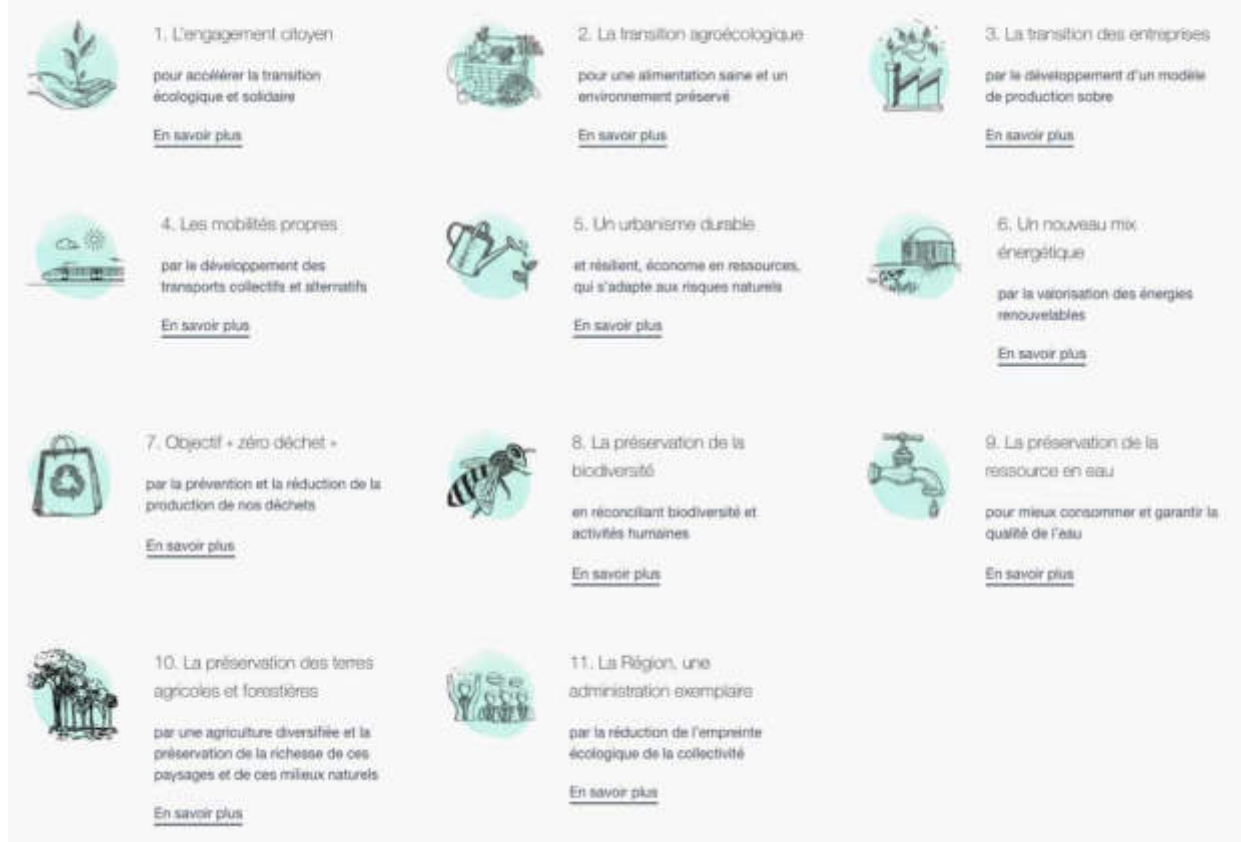 1. L'engagement citoyen
pour accélérer la transition
écologique et solidaire
En savoir plus
2. La transition agroécologique
pour une alimentation saine et un
environnement préservé
En savoir plus
3. La transition des entreprises
par le développement d'un modèle
de production sobre
En savoir plus
4. Les mobilités propres
par le développement des
transports collectifs et alternatifs
En savoir plus
5. Un urbanisme durable
et résilient, économe en ressources,
qui s'adapte aux risques naturels
En savoir plus
6. Un nouveau mix
énergétique
par la valorisation des énergies
renouvelables
En savoir plus
7. Objectif « zéro déchet »
par la prévention et la réduction de la
production de nos déchets
En savoir plus
8. La préservation de la
biodiversité
en réconciliant biodiversité et
activités humaines
En savoir plus
9. La préservation de la
ressource en eau
pour mieux consommer et garantir la
qualité de l'eau
En savoir plus
10. La préservation des terres
agricoles et forestières
par une agriculture diversifiée et la
préservation de la richesse de ces
paysages et de ces milieux naturels
En savoir plus
11. La Région, une
administration exemplaire
par la réduction de l'empreinte
écologique de la collectivité
En savoir plus